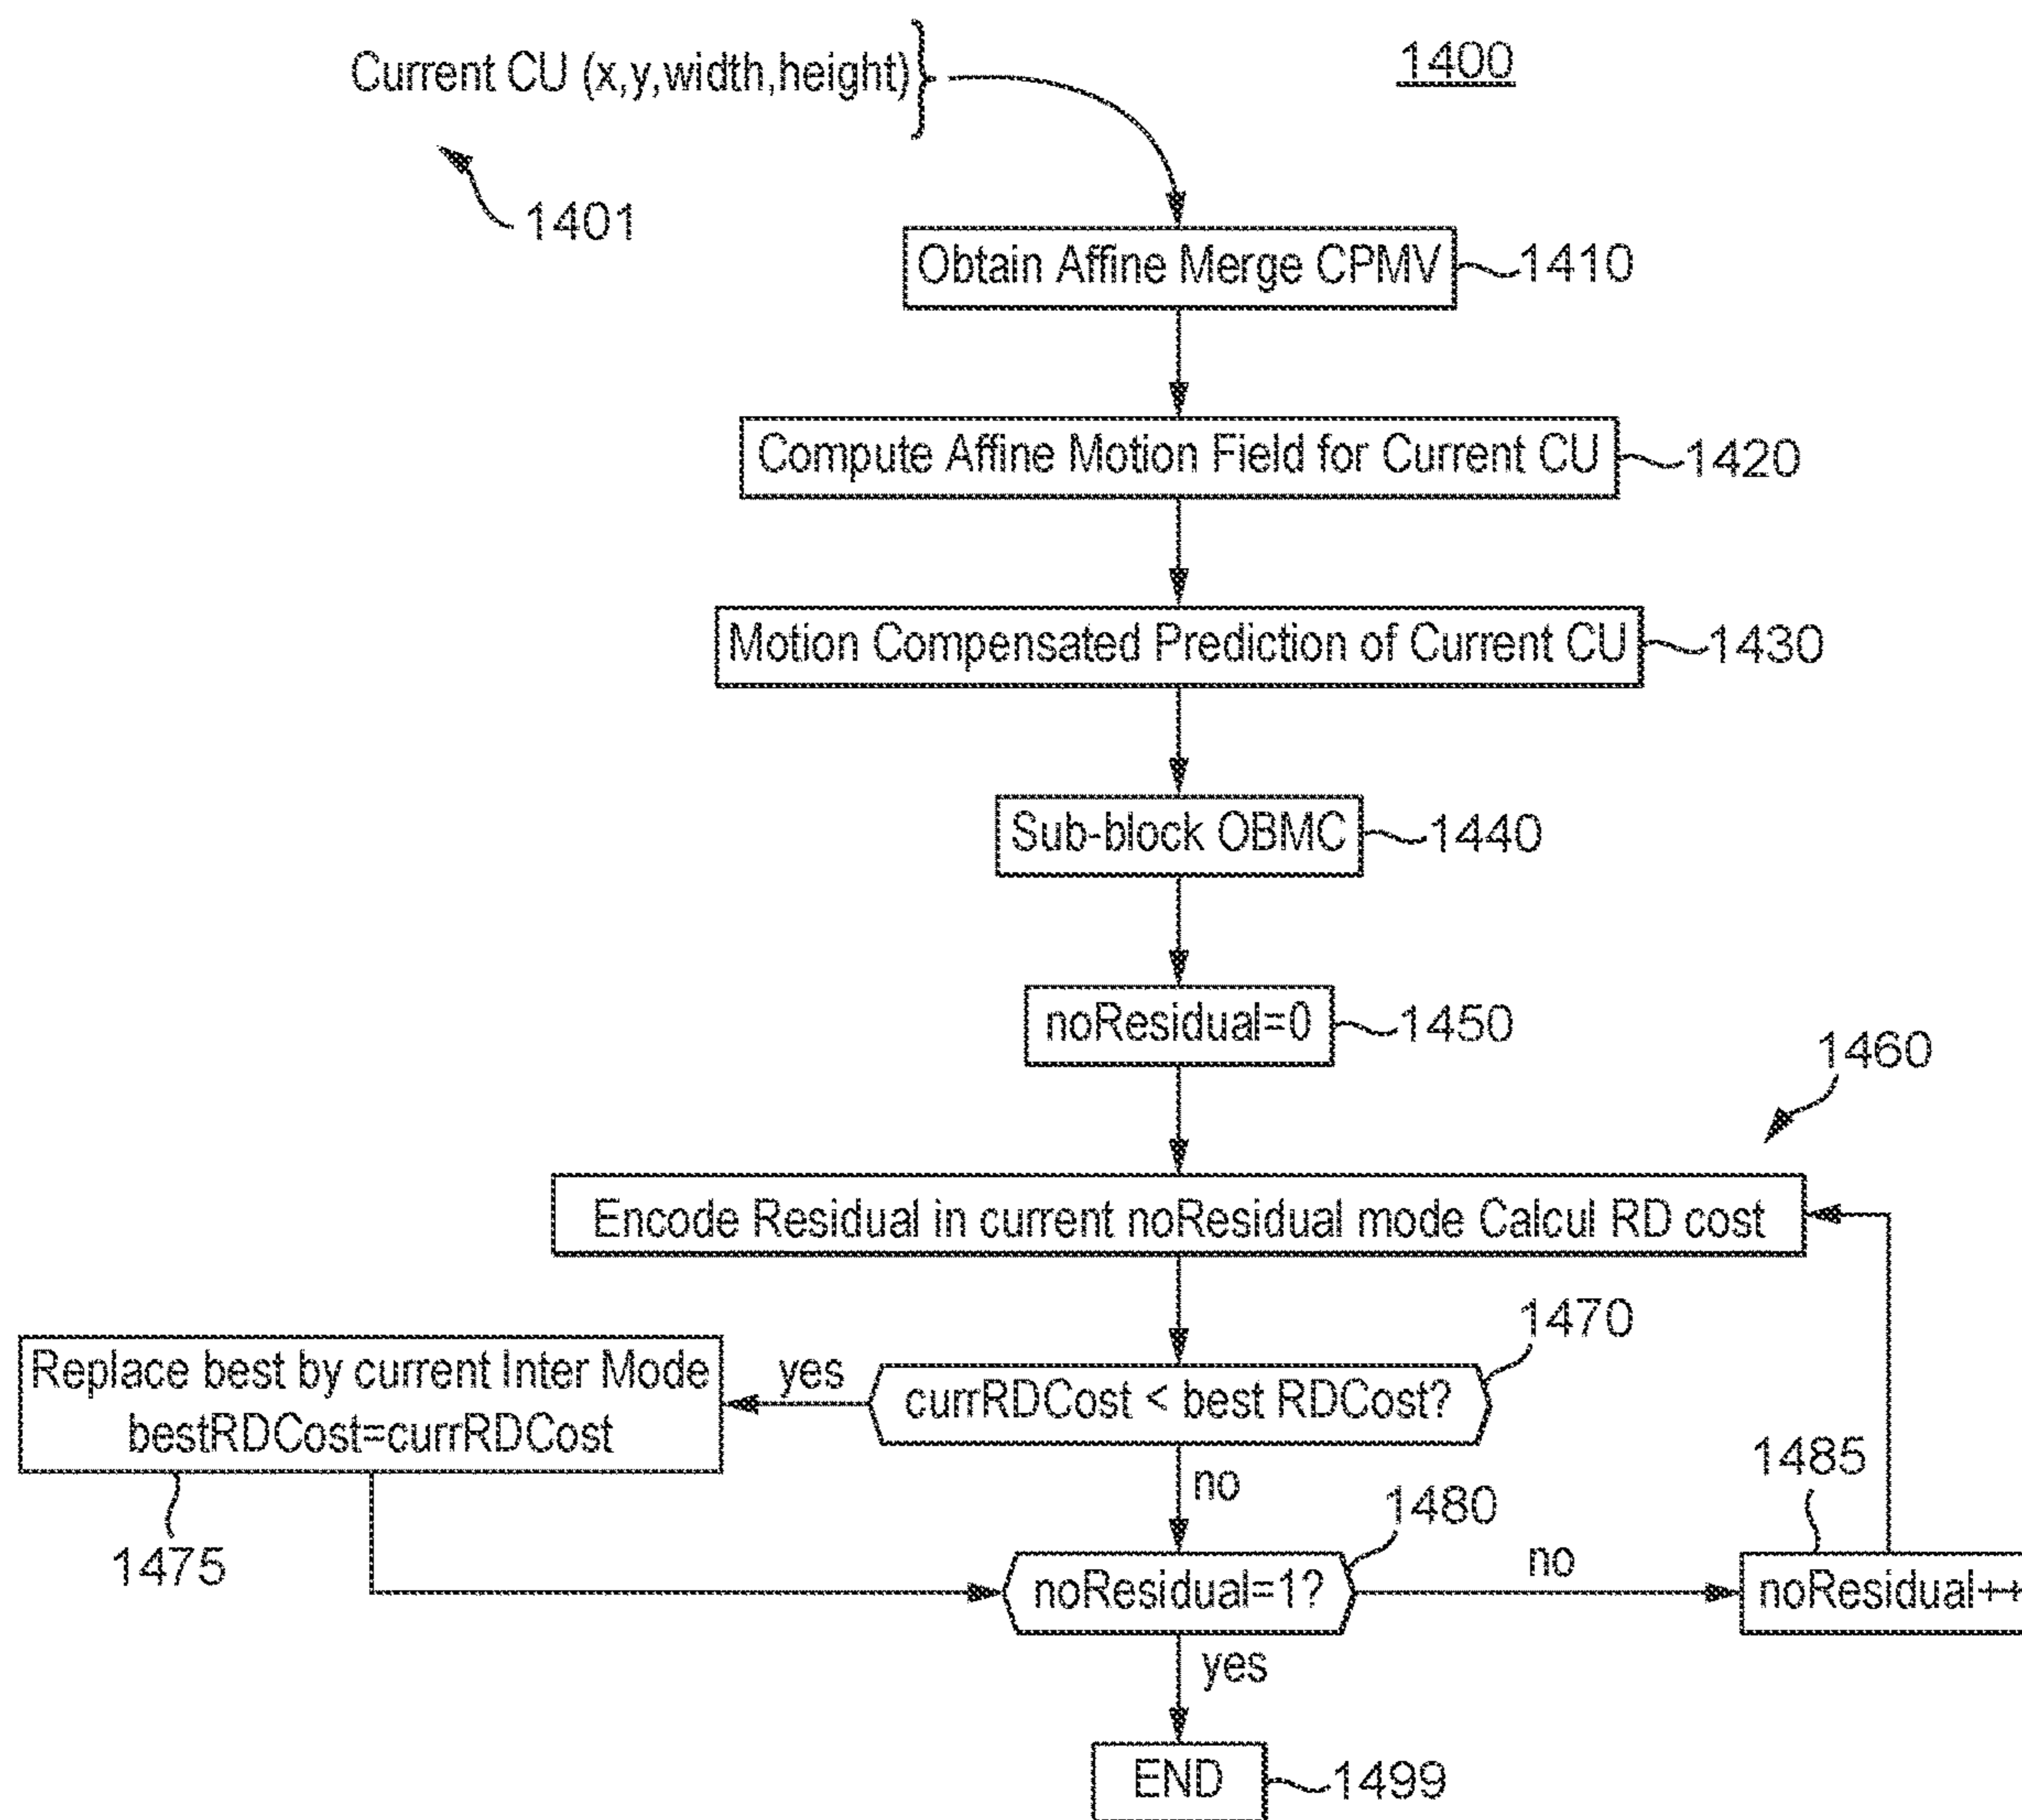 Current CU (x,y,width,height)
1400
1401
Obtain Affine Merge CPMV
1410
Compute Affine Motion Field for Current CU
1420
Motion Compensated Prediction of Current CU
1430
Sub-block OBMC
1440
noResidual=0
1450
1460
Encode Residual in current noResidual mode Calcul RD cost
1470
Replace best by current Inter Mode
bestRDCost=currRDCost
yes
currRDCost < best RDCost?
1475
no
1480
1485
noResidual=1?
no
noResidual++
yes
END
1499